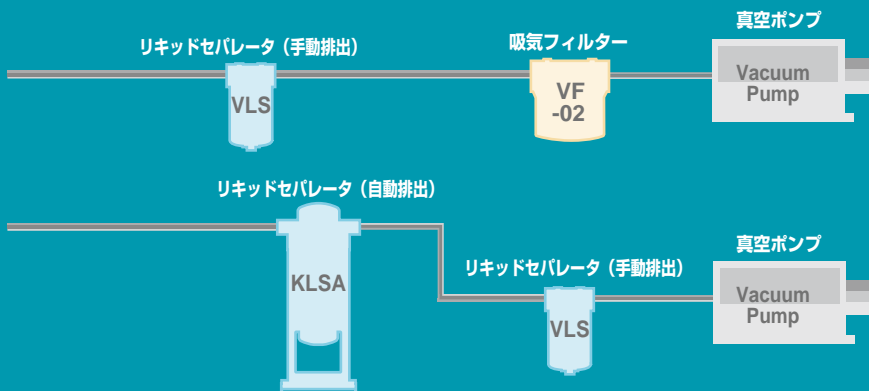 真空ポンプ
リキッドセパレータ（手動排出）
吸気フィルター
VLS
VF
-02
Vacuum
Pump
リキッドセパレータ（自動排出）
KLSA
リキッドセパレータ（手動排出）
VLS
真空ポンプ
Vacuum
Pump